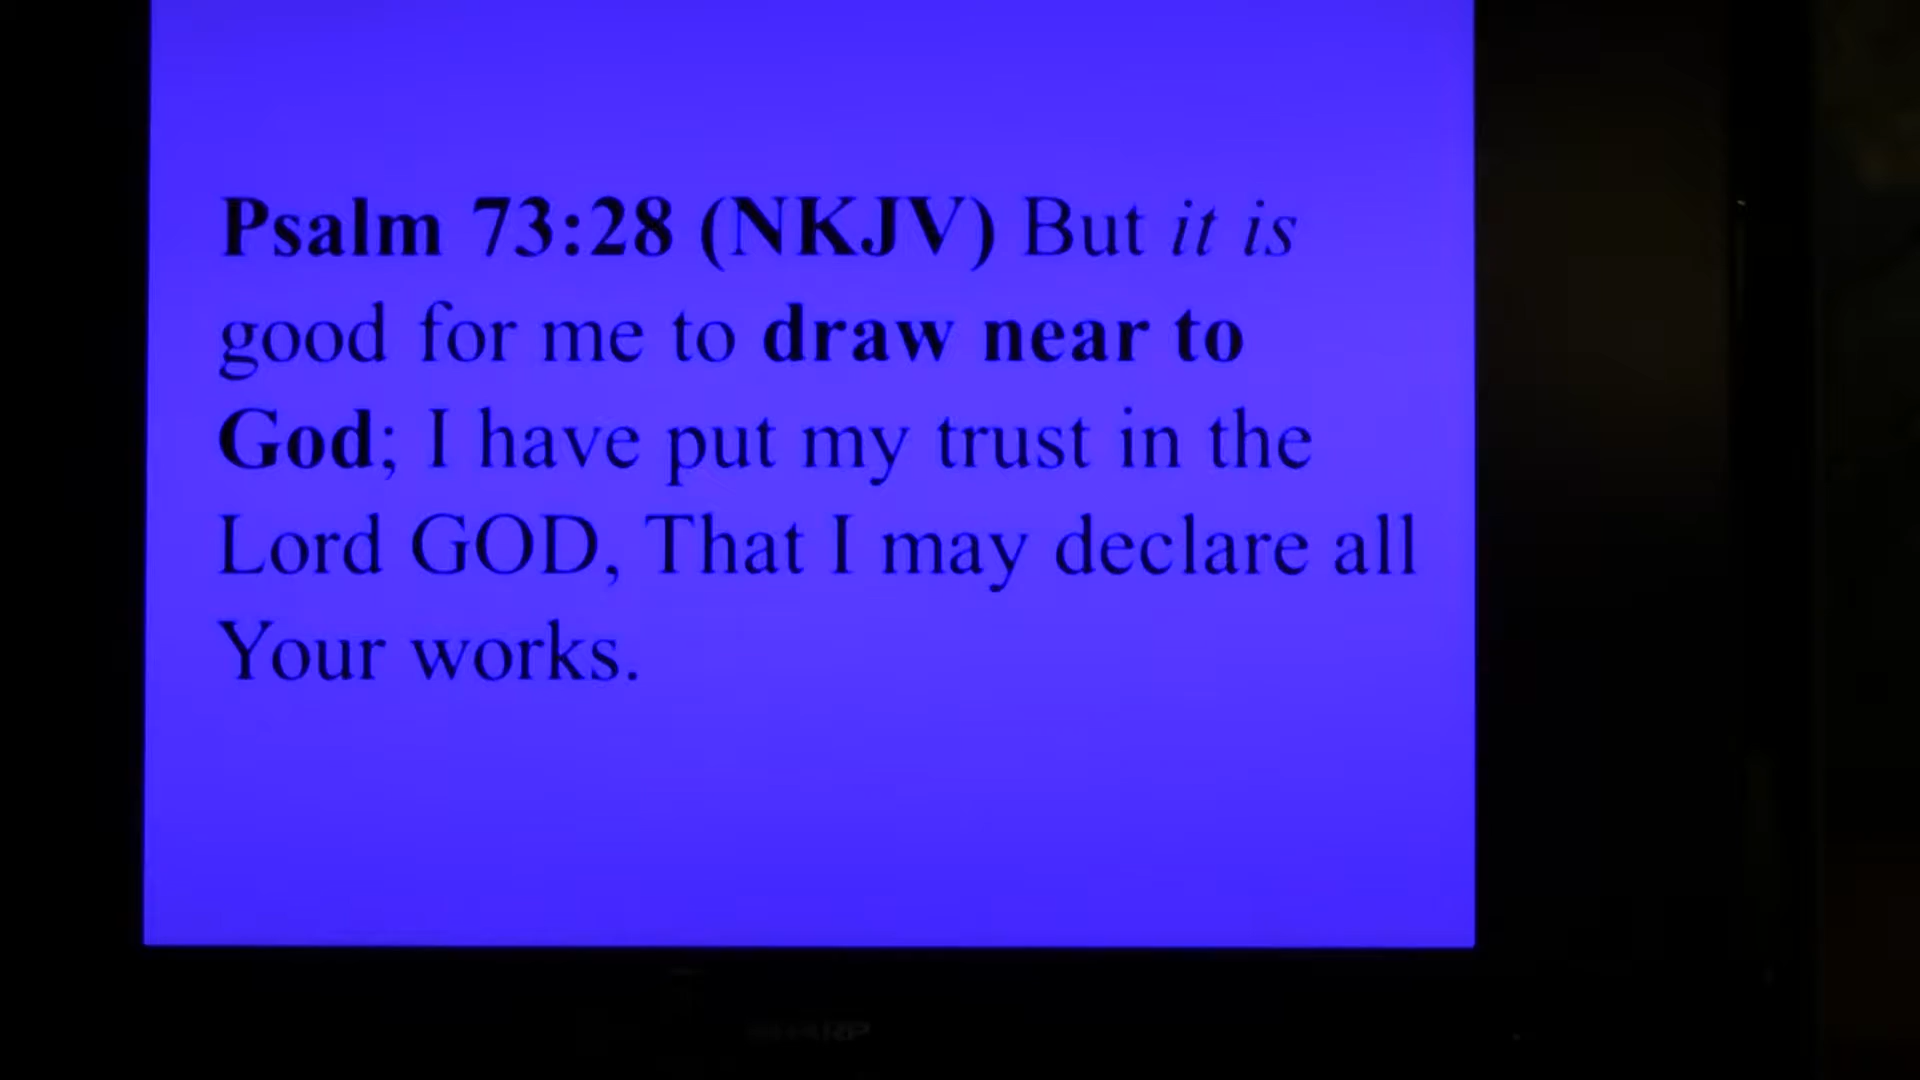 Psalm 73:28 (NKJV) But it is
good for me to draw near to
God; I have put my trust in the
Lord GOD, That I may declare all
Your works.
SHARP